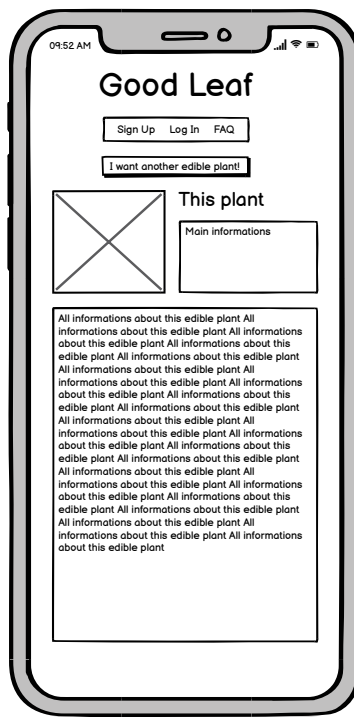 09:52 AM
Good Leaf
Sign Up Log In FAQ
I want another edible plant!
This plant
Main informations
All informations about this edible plant All
informations about this edible plant All informations
about this edible plant All informations about this
edible plant All informations about this edible plant
All informations about this edible plant All
informations about this edible plant All informations
about this edible plant All informations about this
edible plant All informations about this edible plant
All informations about this edible plant All
informations about this edible plant All informations
about this edible plant All informations about this
edible plant All informations about this edible plant
All informations about this edible plant All
informations about this edible plant All informations
about this edible plant All informations about this
edible plant All informations about this edible plant
All informations about this edible plant All
informations about this edible plant All informations
about this edible plant